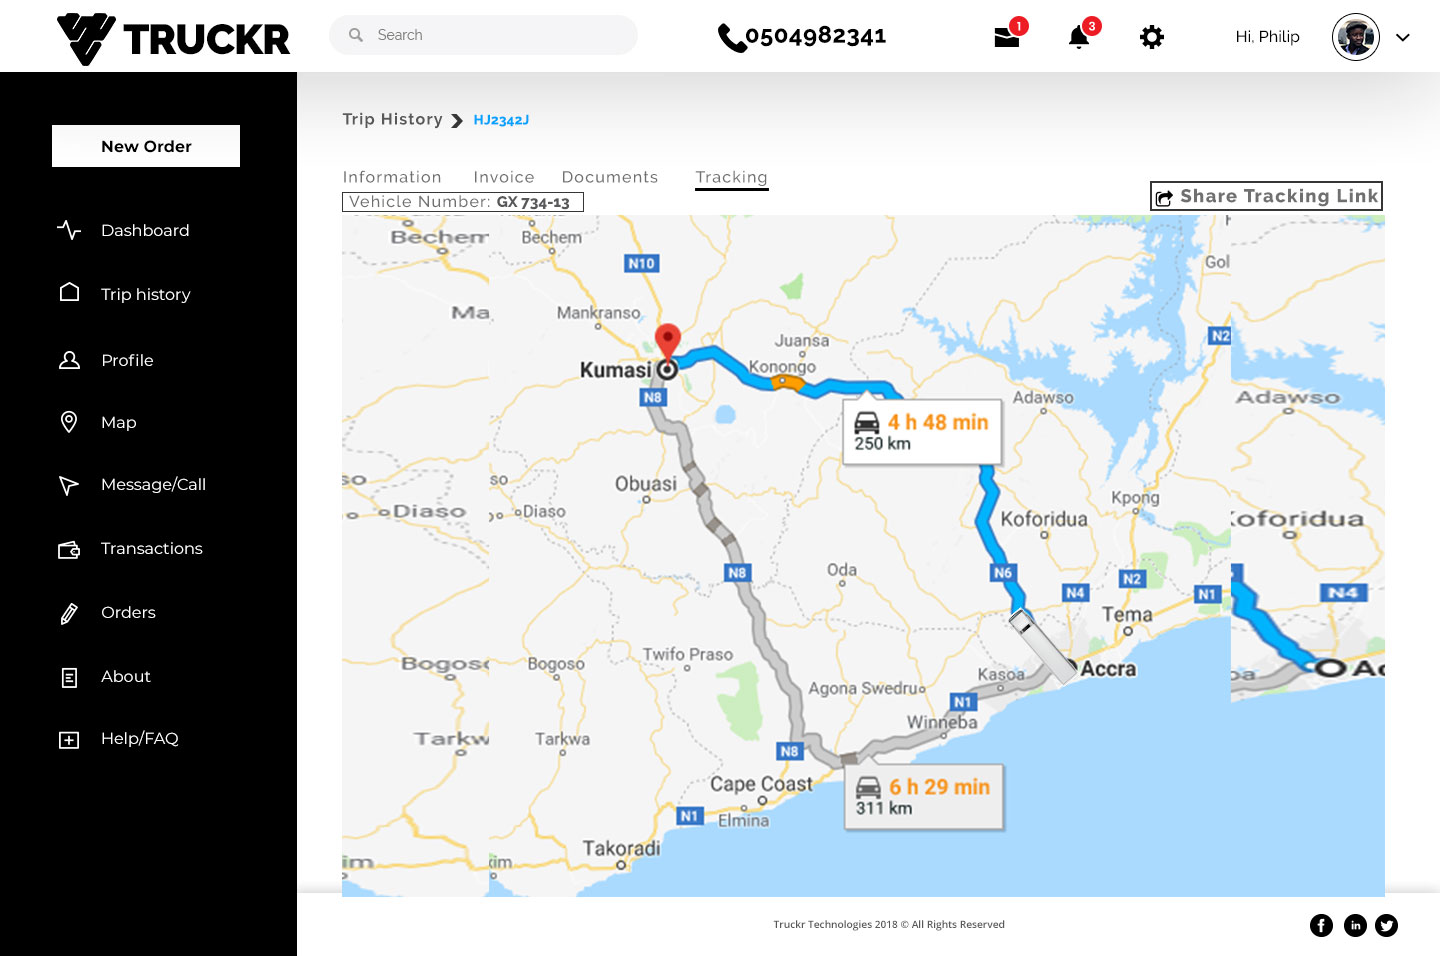 TRUCKR
Search
0504982341
1
3
Hi, Philip
New Order
Dashboard
Trip history
Profile
Map
Message/Call
Transactions
Orders
About
Help/FAQ
Trip History
HJ2342J
Information
Invoice
Documents
Tracking
Vehicle Number: GX 734-13
Share Tracking Link
Bechem
Bechem
N10
Gol
Ma
Mankranso
N2
Juansa
Konongo
Kumasi
N8
Adawso
Adawso
4 h 48 min
250 km
so
so
Obuasi
Kpong
Diaso
Diaso
Koforidua
Koforidua
N8
Oda
N6
N2
N4
N1
N4
Tema
Twifo Praso
Bogoso
Bogoso
Kasoa
Accra
oa
Ac
Agona Swedru
N1
Winneba
Tarkw
Tarkwa
N8
Cape Coast
6 h 29 min
311 km
N1
Elmina
Takoradi
im
xim
Truckr Technologies 2018 © All Rights Reserved